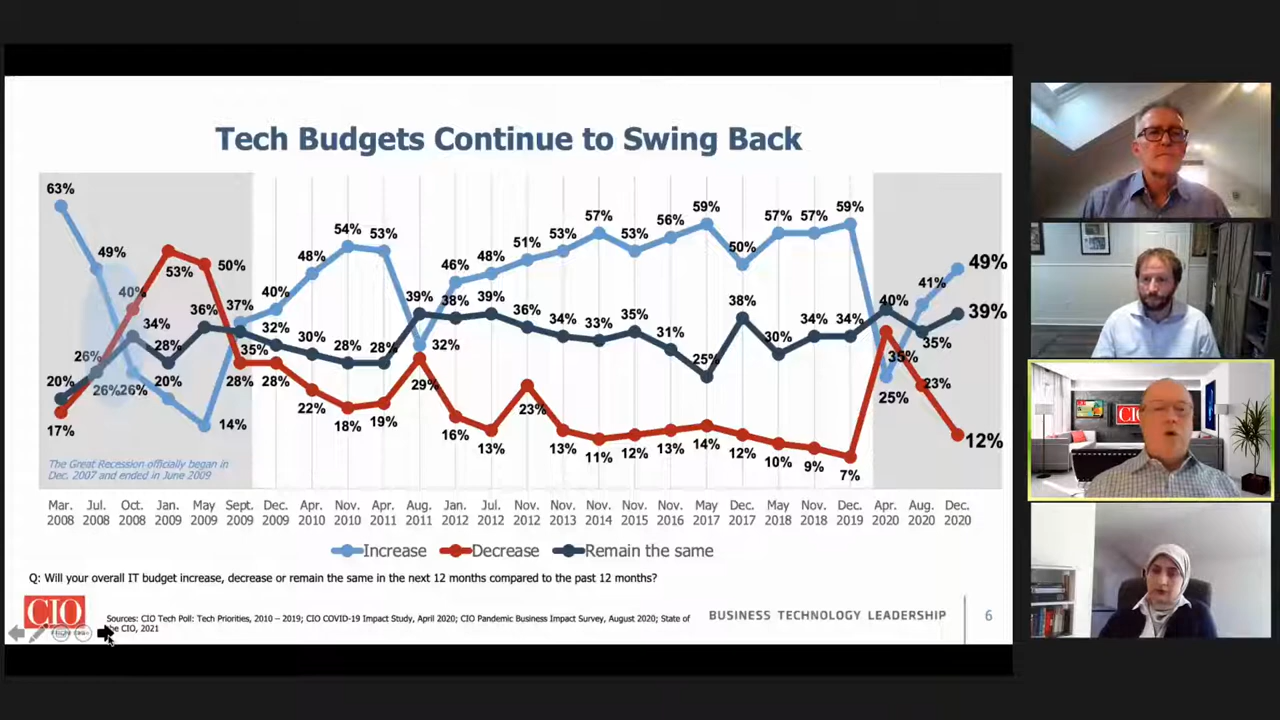 Tech Budgets Continue to Swing Back
63% 49% 40% 53% 50% 37% 40% 48% 54% 53% 39% 46% 48% 51% 53% 57% 53% 56% 59% 50% 57% 57% 59% 40% 41% 49%
26% 34% 28% 36% 32% 30% 28% 28% 38% 39% 36% 34% 33% 35% 31% 25% 38% 30% 34% 34% 35% 39%
20% 26% 26% 20% 14% 35% 32% 35% 25%
17% 28% 28% 22% 18% 19% 29% 16% 13% 23% 13% 11% 12% 13% 14% 12% 10% 9% 7% 23% 12%
The Great Recession officially began in
Dec. 2007 and ended in June 2009
Mar. Jul. Oct. Jan. May Sept. Dec. Apr. Nov. Apr. Aug. Jan. Jul. Nov. Nov. Nov. Nov. Nov. May Dec. May Nov. Dec. Apr. Aug. Dec.
2008 2008 2008 2009 2009 2009 2009 2010 2010 2011 2011 2012 2012 2012 2013 2014 2015 2016 2017 2017 2018 2018 2019 2020 2020 2020
Increase Decrease Remain the same
Q: Will your overall IT budget increase, decrease or remain the same in the next 12 months compared to the past 12 months?
CIO
Sources: CIO Tech Poll: Tech Priorities, 2010 – 2019; CIO COVID-19 Impact Study, April 2020; CIO Pandemic Business Impact Survey, August 2020; State of
the CIO, 2021
BUSINESS TECHNOLOGY LEADERSHIP 6
CIO